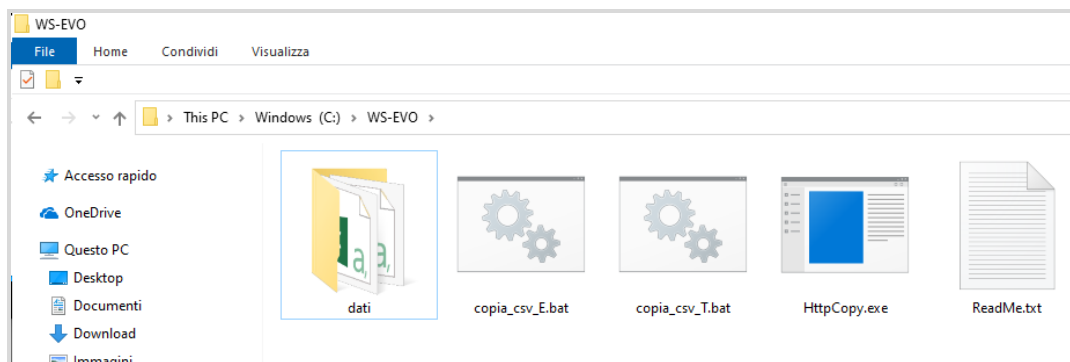 WS-EVO
File Home Condividi Visualizza
This PC > Windows (C:) > WS-EVO >
Accesso rapido
OneDrive
Questo PC
Desktop
Documenti
Download
Immagini
a, a,
dati copia_csv_E.bat copia_csv_T.bat HttpCopy.exe ReadMe.txt